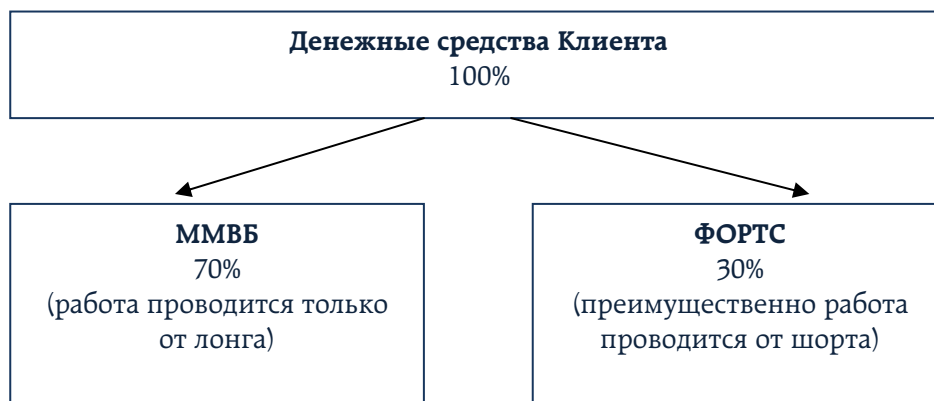 Денежные средства Клиента
100%
ММВБ
70%
(работа проводится только
от лонга)
ФОРТС
30%
(преимущественно работа
проводится от шорта)